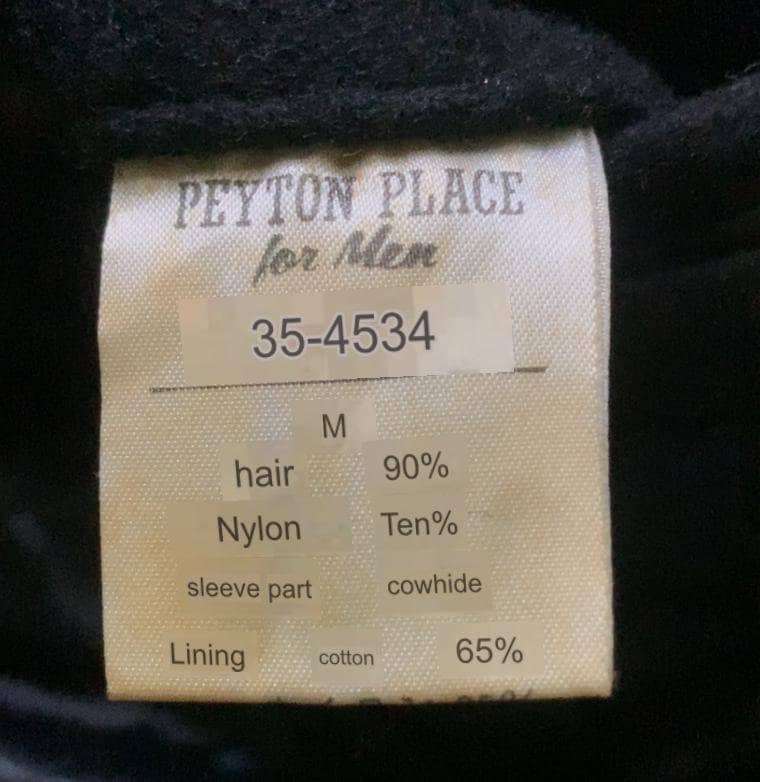 PEYTON PLACE
for Men
35-4534
M
hair 90%
Nylon Ten%
sleeve part cowhide
Lining cotton 65%